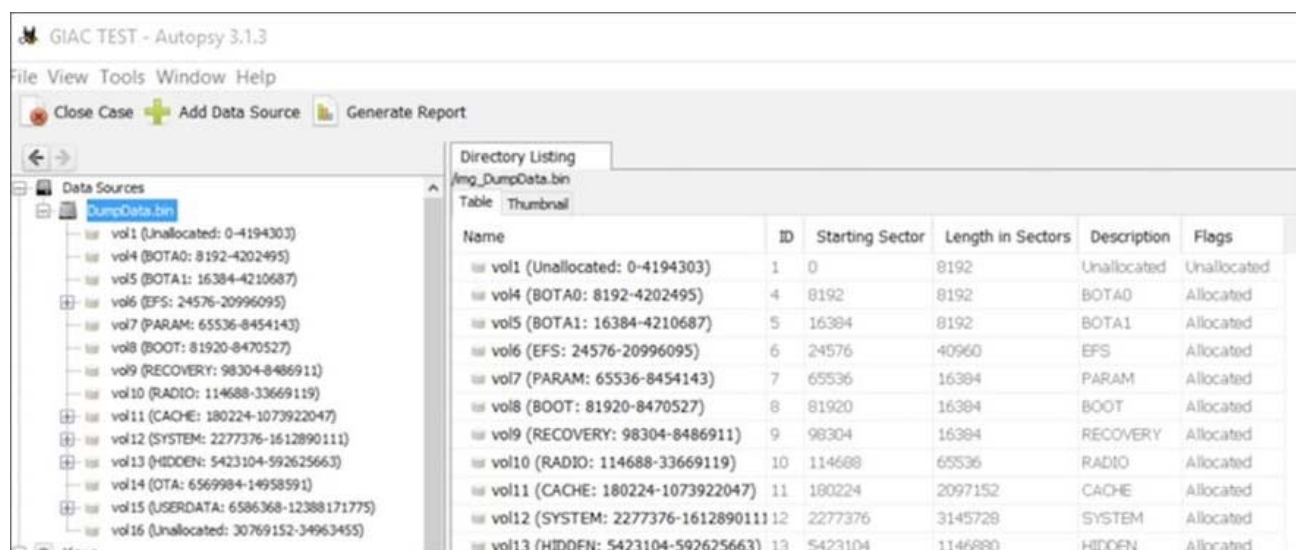 GIAC TEST - Autopsy 3.1.3
File View Tools Window Help
Close Case Add Data Source Generate Report
Data Sources
DumpData.bin
vol1 (Unallocated: 0-4194303)
vol4 (BOTA0: 8192-4202495)
vol5 (BOTA1: 16384-4210687)
vol6 (EFS: 24576-20996095)
vol7 (PARAM: 65536-8454143)
vol8 (BOOT: 81920-8470527)
vol9 (RECOVERY: 98304-8486911)
vol10 (RADIO: 114688-33669119)
vol11 (CACHE: 180224-1073922047)
vol12 (SYSTEM: 2277376-1612890111)
vol13 (HIDDEN: 5423104-592625663)
vol14 (OTA: 6569984-14958591)
vol15 (USERDATA: 6586368-12388171775)
vol16 (Unallocated: 30769152-34963455)
Directory Listing
/img_DumpData.bin
Table Thumbnail
Name ID Starting Sector Length in Sectors Description Flags
vol1 (Unallocated: 0-4194303) 1 0 8192 Unallocated Unallocated
vol4 (BOTA0: 8192-4202495) 4 8192 8192 BOTA0 Allocated
vol5 (BOTA1: 16384-4210687) 5 16384 8192 BOTA1 Allocated
vol6 (EFS: 24576-20996095) 6 24576 40960 EFS Allocated
vol7 (PARAM: 65536-8454143) 7 65536 16384 PARAM Allocated
vol8 (BOOT: 81920-8470527) 8 81920 16384 BOOT Allocated
vol9 (RECOVERY: 98304-8486911) 9 98304 16384 RECOVERY Allocated
vol10 (RADIO: 114688-33669119) 10 114688 65536 RADIO Allocated
vol11 (CACHE: 180224-1073922047) 11 180224 2097152 CACHE Allocated
vol12 (SYSTEM: 2277376-1612890111 12 2277376 3145728 SYSTEM Allocated
vol13 (HIDDEN: 5423104-592625663) 13 5423104 1146880 HIDDEN Allocated